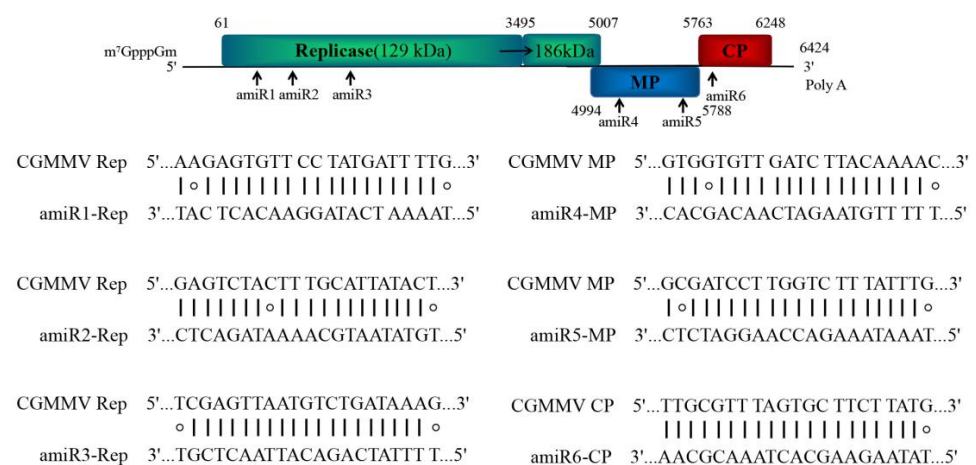 61 3495 5007 5763 6248
m⁷GpppGm Replicase(129 kDa) 186kDa CP 6424
5' 3'
amiR1 amiR2 amiR3 MP amiR6 Poly A
4994 amiR4 amiR5 5788
CGMMV Rep 5'...AAGAGTGTT CC TATGATT TTG...3'
amiR1-Rep 3'...TAC TCACAAGGATACT AAAAT...5'
CGMMV MP 5'...GTGGTGTT GATC TTACAAAAC...3'
amiR4-MP 3'...CACGACAACTAGAATGTT TT T...5'
CGMMV Rep 5'...GAGTCTACTT TGCATTATACT...3'
amiR2-Rep 3'...CTCAGATAAAACGTAATATGT...5'
CGMMV MP 5'...GCGATCCT TGGTC TT TATTTG...3'
amiR5-MP 3'...CTCTAGGAACCAGAAATAAAT...5'
CGMMV Rep 5'...TCGAGTTAATGTCTGATAAAG...3'
amiR3-Rep 3'...TGCTCAATTACAGACTATTT T...5'
CGMMV CP 5'...TTGCGTT TAGTGC TTCT TATG...3'
amiR6-CP 3'...AACGCAAATCACGAAGAATAT...5'